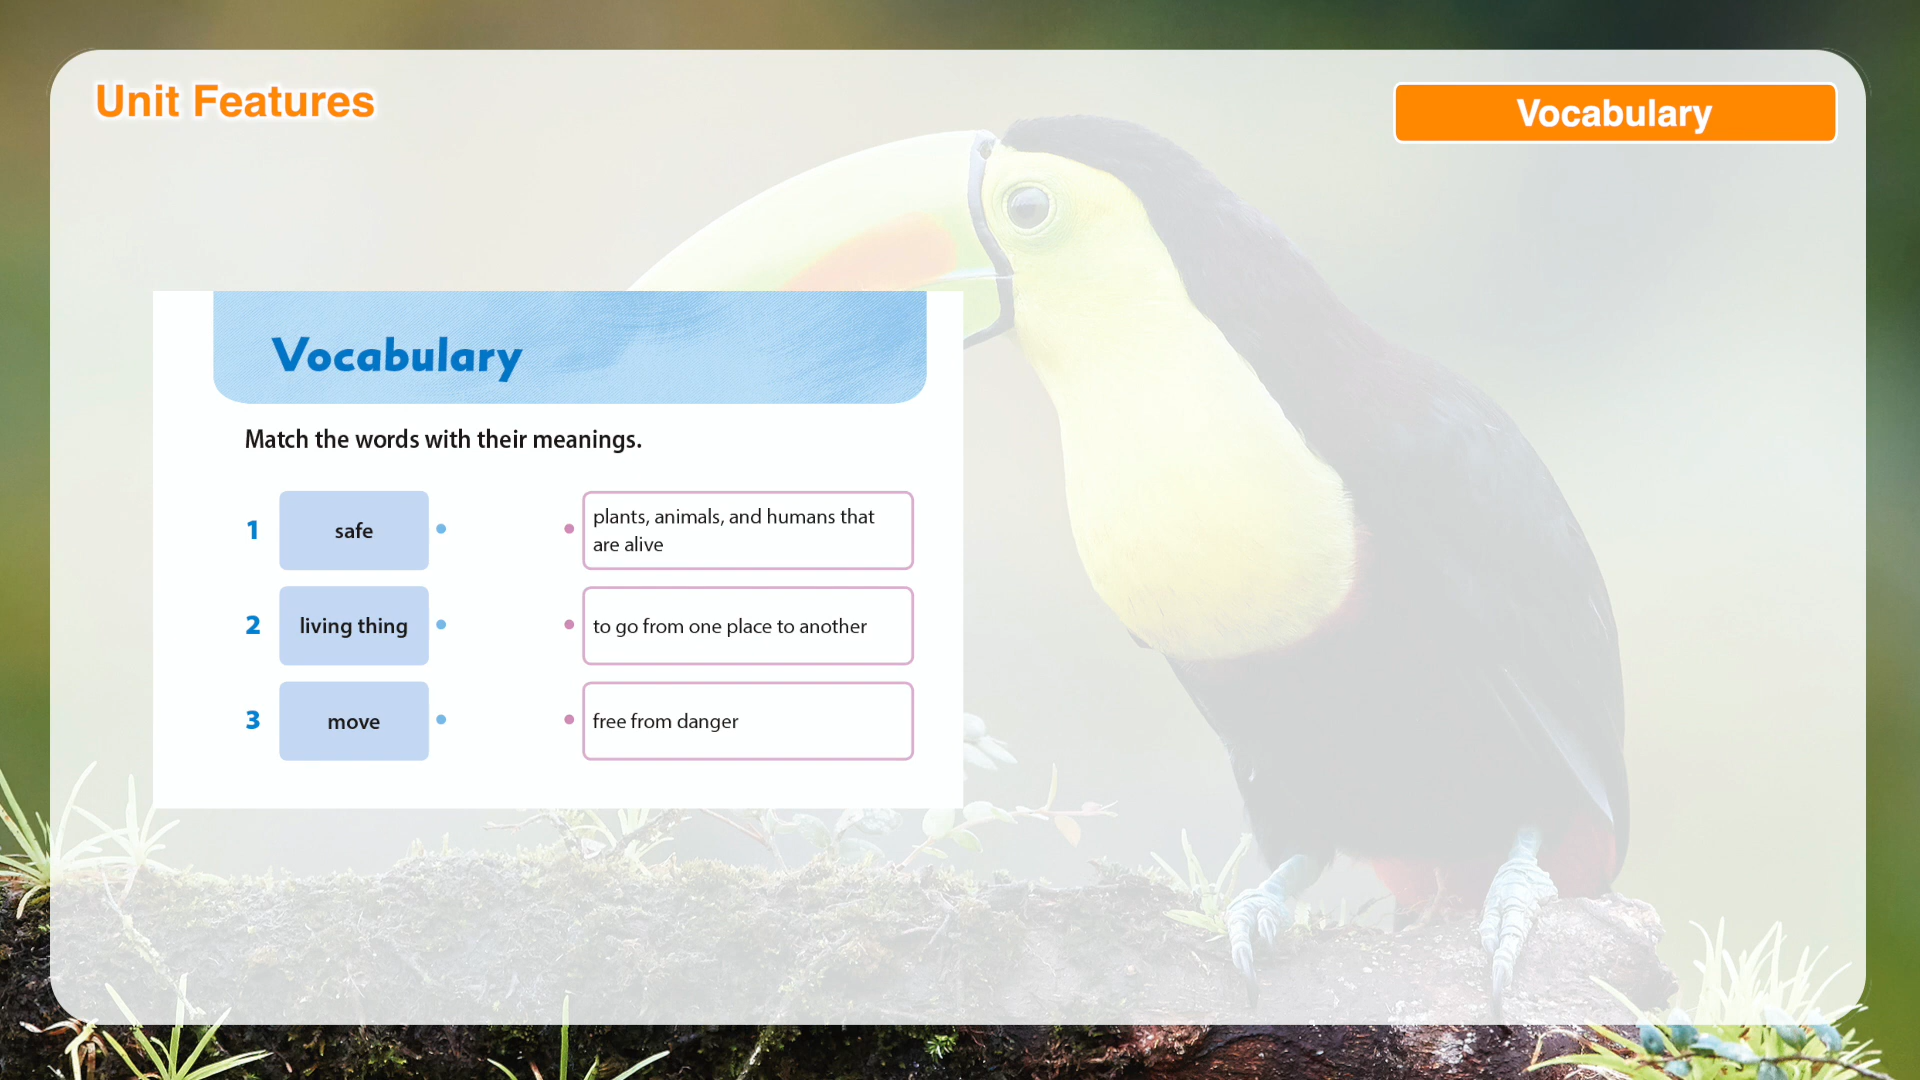 Unit Features
Vocabulary
Vocabulary
Match the words with their meanings.
1 safe
plants, animals, and humans that
are alive
2 living thing
to go from one place to another
3 move
free from danger